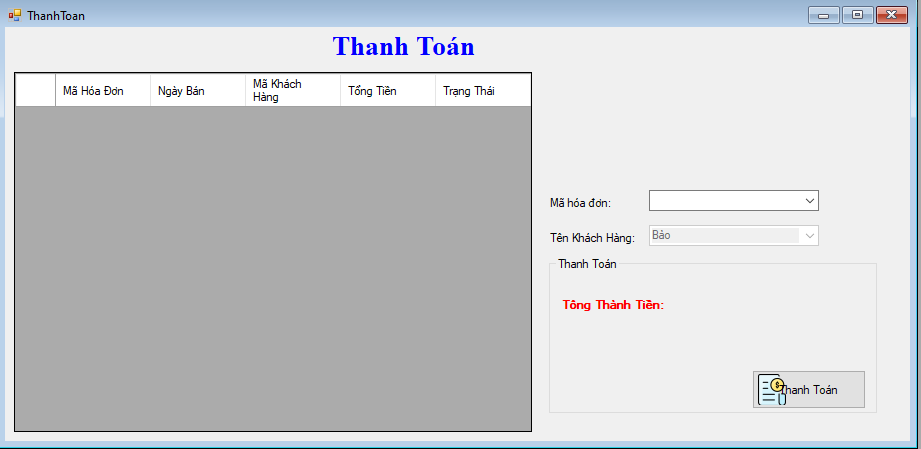 ThanhToan
Thanh Toán
Mã Hóa Đơn
Ngày Bán
Mã Khách
Hàng
Tổng Tiền
Trạng Thái
Mã hóa đơn:
Tên Khách Hàng:
Bảo
Thanh Toán
Tổng Thành Tiền:
Thanh Toán